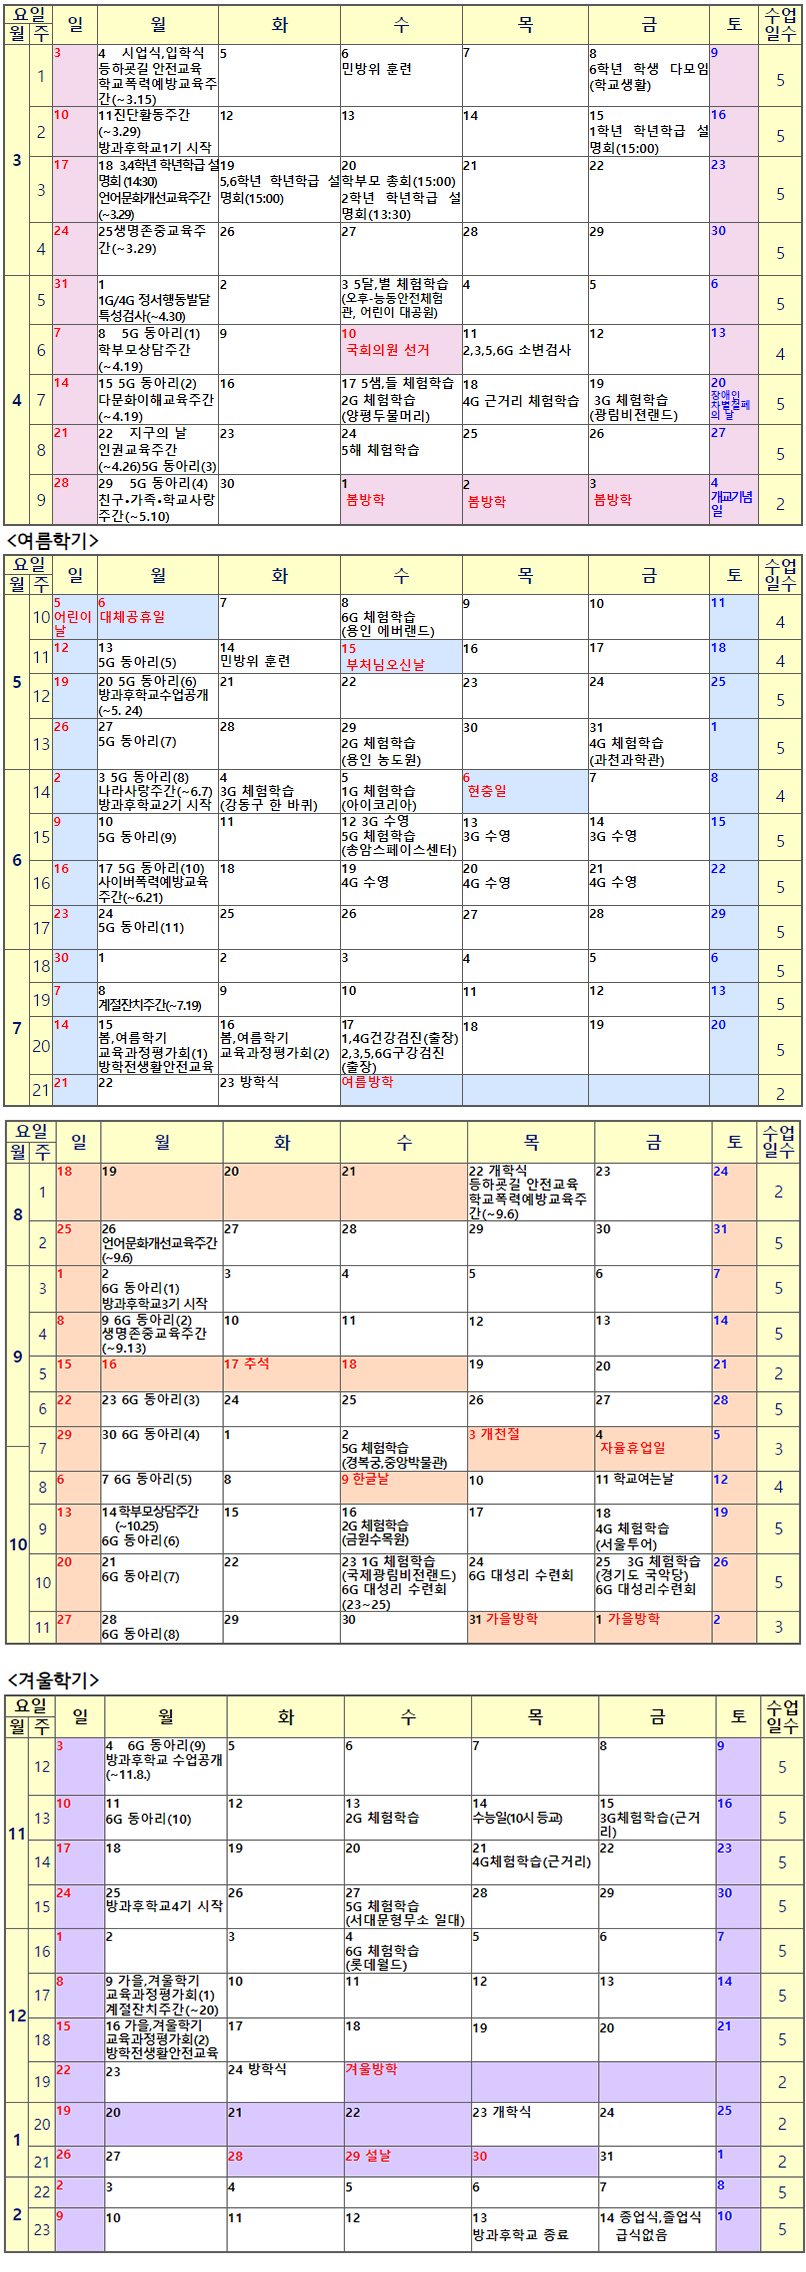 요일 일 월 화 수 목 금 토 수업
월 주 일수
3 1 3 4 시업식,입학식 5 6 7 8 9 5
등하굣길 안전교육 민방위 훈련 6학년 학생 다모임
학교폭력예방교육주 (학교생활)
간(~3.15)
2 10 11진단활동주간 12 13 14 15 16 5
(~3.29) 1학년 학년학급 설
방과후학교1기 시작 명회(15:00)
3 17 18 3,4학년 학년학급 설 19 20 21 22 23 5
명회(14:30) 5,6학년 학년학급 설 학부모 총회(15:00)
언어문화개선교육주간 명회(15:00) 2학년 학년학급 설
(~3.29) 명회(13:30)
4 24 25생명존중교육주 26 27 28 29 30 5
간(~3.29)
4 5 31 1 2 3 5달,별 체험학습 4 5 6 5
1G/4G 정서행동발달 (오후-능동안전체험
특성검사(~4.30) 관, 어린이 대공원)
6 7 8 5G 동아리(1) 9 10 11 12 13 4
학부모상담주간 국회의원 선거 2,3,5,6G 소변검사
(~4.19)
7 14 15 5G 동아리(2) 16 17 5샘,들 체험학습 18 19 20 5
다문화이해교육주간 2G 체험학습 4G 근거리 체험학습 3G 체험학습 장애인
(~4.19) (양평두물머리) (광림비젼랜드) 차별철폐
의 날
8 21 22 지구의 날 23 24 25 26 27 5
인권교육주간 5해 체험학습
(~4.26)5G 동아리(3)
9 28 29 5G 동아리(4) 30 1 2 3 4 2
친구•가족•학교사랑 봄방학 봄방학 봄방학 개교기념
주간(~5.10) 일
<여름학기>
요일 일 월 화 수 목 금 토 수업
월 주 일수
5 10 5 6 7 8 9 10 11 4
어린이 대체공휴일 6G 체험학습
날 (용인 에버랜드)
11 12 13 14 15 16 17 18 4
5G 동아리(5) 민방위 훈련 부처님오신날
12 19 20 5G 동아리(6) 21 22 23 24 25 5
방과후학교수업공개
(~5. 24)
13 26 27 28 29 30 31 1 5
5G 동아리(7) 2G 체험학습 4G 체험학습
(용인 농도원) (과천과학관)
6 14 2 3 5G 동아리(8) 4 5 6 7 8 4
나라사랑주간(~6.7) 3G 체험학습 1G 체험학습 현충일
방과후학교2기 시작 (강동구 한 바퀴) (아이코리아)
15 9 10 11 12 3G 수영 13 14 15 5
5G 동아리(9) 5G 체험학습 3G 수영 3G 수영
(송암스페이스센터)
16 16 17 5G 동아리(10) 18 19 20 21 22 5
사이버폭력예방교육 4G 수영 4G 수영 4G 수영
주간(~6.21)
17 23 24 25 26 27 28 29 5
5G 동아리(11)
7 18 30 1 2 3 4 5 6 5
19 7 8 9 10 11 12 13 5
계절잔치주간(~7.19)
20 14 15 16 17 18 19 20 5
봄,여름학기 봄,여름학기 1,4G건강검진(출장)
교육과정평가회(1) 교육과정평가회(2) 2,3,5,6G구강검진
방학전생활안전교육 (출장)
21 21 22 23 방학식 여름방학 2
요일 일 월 화 수 목 금 토 수업
월 주 일수
8 1 18 19 20 21 22 개학식 23 24 2
등하굣길 안전교육
학교폭력예방교육주
간(~9.6)
2 25 26 27 28 29 30 31 5
언어문화개선교육주간
(~9.6)
9 3 1 2 3 4 5 6 7 5
6G 동아리(1)
방과후학교3기 시작
4 8 9 6G 동아리(2) 10 11 12 13 14 5
생명존중교육주간
(~9.13)
5 15 16 17 추석 18 19 20 21 2
6 22 23 6G 동아리(3) 24 25 26 27 28 5
7 29 30 6G 동아리(4) 1 2 3 개천절 4 5 3
5G 체험학습 자율휴업일
(경복궁,중앙박물관)
10 8 6 7 6G 동아리(5) 8 9 한글날 10 11 학교여는날 12 4
9 13 14 학부모상담주간 15 16 17 18 19 5
(~10.25) 2G 체험학습 4G 체험학습
6G 동아리(6) (금원수목원) (서울투어)
10 20 21 22 23 1G 체험학습 24 25 3G 체험학습 26 5
6G 동아리(7) (국제광림비전랜드) 6G 대성리 수련회 (경기도 국악당)
6G 대성리 수련회 6G 대성리수련회
(23~25)
11 27 28 29 30 31 가을방학 1 가을방학 2 3
6G 동아리(8)
<겨울학기>
요일 일 월 화 수 목 금 토 수업
월 주 일수
11 12 3 4 6G 동아리(9) 5 6 7 8 9 5
방과후학교 수업공개
(~11.8.)
13 10 11 12 13 14 15 16 5
6G 동아리(10) 2G 체험학습 수능일(10시 등교) 3G체험학습(근거
리)
14 17 18 19 20 21 22 23 5
4G체험학습(근거리)
15 24 25 26 27 28 29 30 5
방과후학교4기 시작 5G 체험학습
(서대문형무소 일대)
12 16 1 2 3 4 5 6 7 5
6G 체험학습
(롯데월드)
17 8 9 가을,겨울학기 10 11 12 13 14 5
교육과정평가회(1)
계절잔치주간(~20)
18 15 16 가을,겨울학기 17 18 19 20 21 5
교육과정평가회(2)
방학전생활안전교육
19 22 23 24 방학식 겨울방학 2
1 20 19 20 21 22 23 개학식 24 25 2
21 26 27 28 29 설날 30 31 1 2
2 22 2 3 4 5 6 7 8 5
23 9 10 11 12 13 14 종업식,졸업식 10 5
방과후학교 종료 급식없음